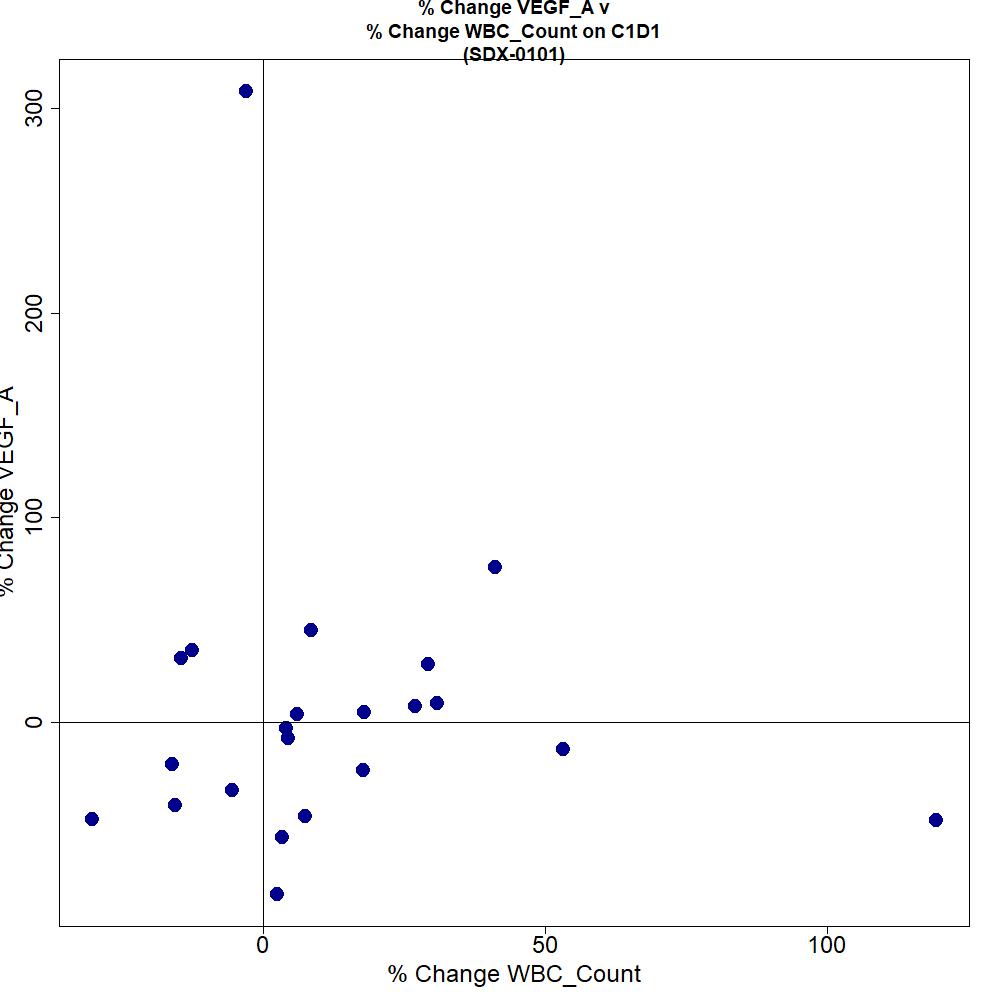 % Change VEGF_A v
% Change WBC_Count on C1D1
(SDX-0101)
300
200
100
0
% Change VEGF_A
0 50 100
% Change WBC_Count